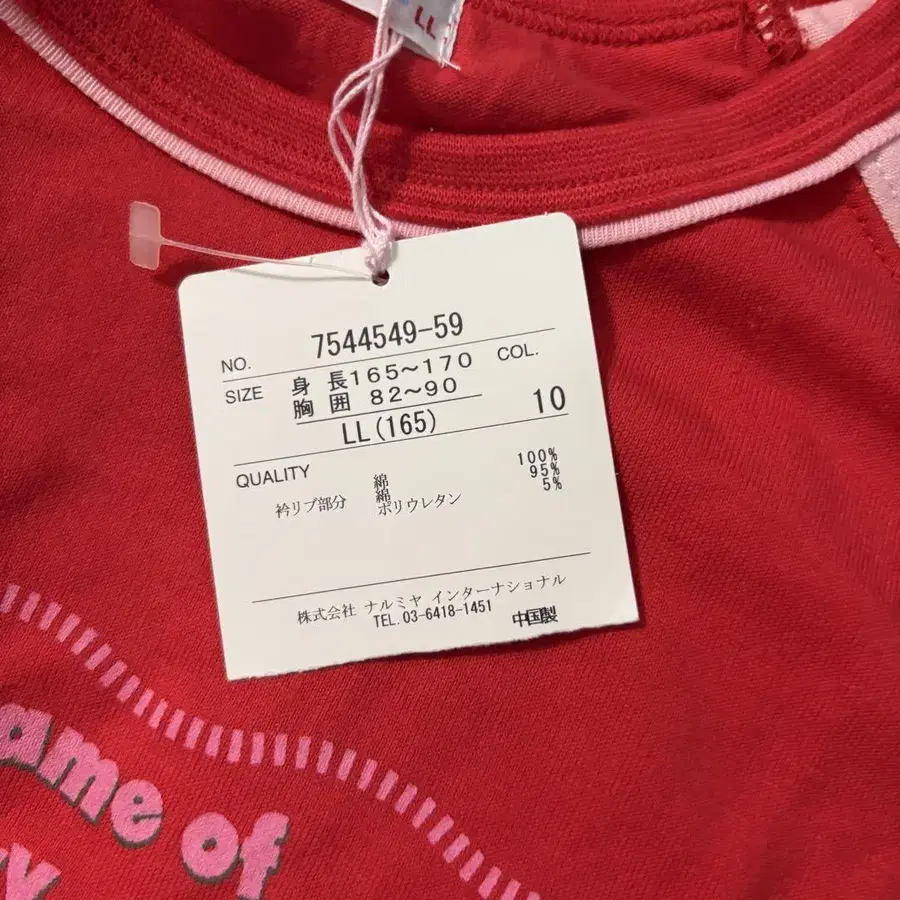 LL
NO. 7544549-59
SIZE 身長165〜170 COL.
胸囲 82〜90
LL(165) 10
QUALITY 綿 100%
衿リブ部分 綿 95%
ポリウレタン 5%
株式会社 ナルミヤ インターナショナル
TEL.03-6418-1451 中国製
ame of